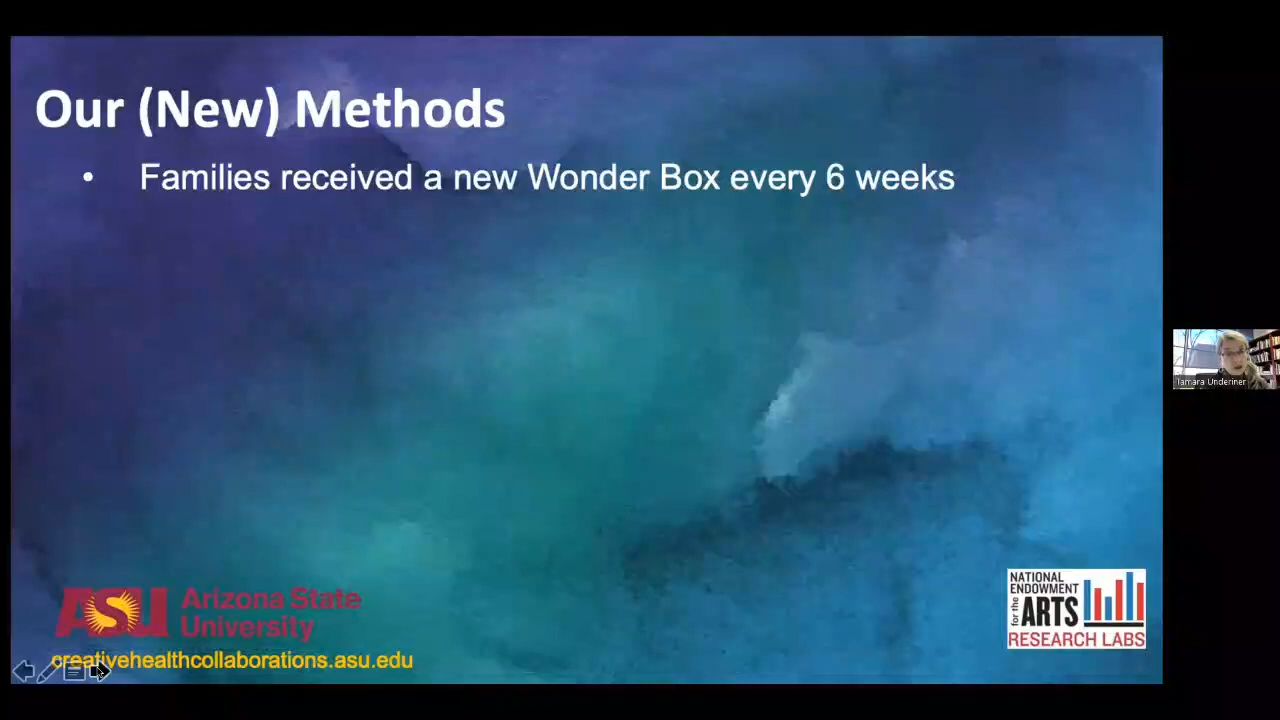 Our (New) Methods
• Families received a new Wonder Box every 6 weeks
Tamara Underiner
ASU Arizona State
University
creativehealthcollaborations.asu.edu
NATIONAL
ENDOWMENT
for the ARTS
RESEARCH LABS